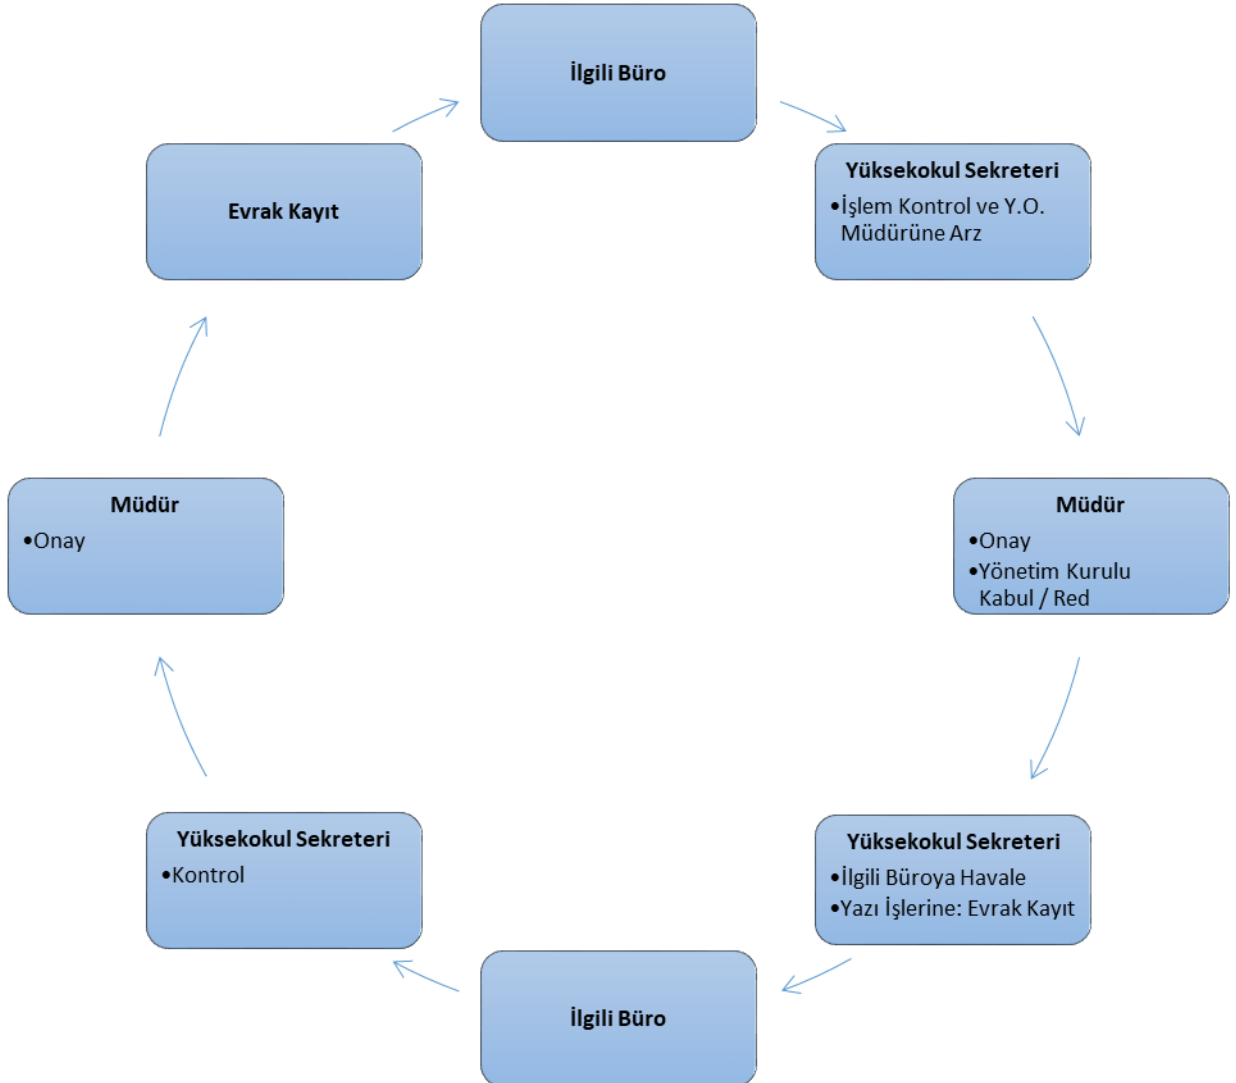 İlgili Büro
Yüksekokul Sekreteri
•İşlem Kontrol ve Y.O.
Müdürüne Arz
Müdür
•Onay
•Yönetim Kurulu
Kabul / Red
Yüksekokul Sekreteri
•İlgili Büroya Havale
•Yazı İşlerine: Evrak Kayıt
İlgili Büro
Yüksekokul Sekreteri
•Kontrol
Müdür
•Onay
Evrak Kayıt